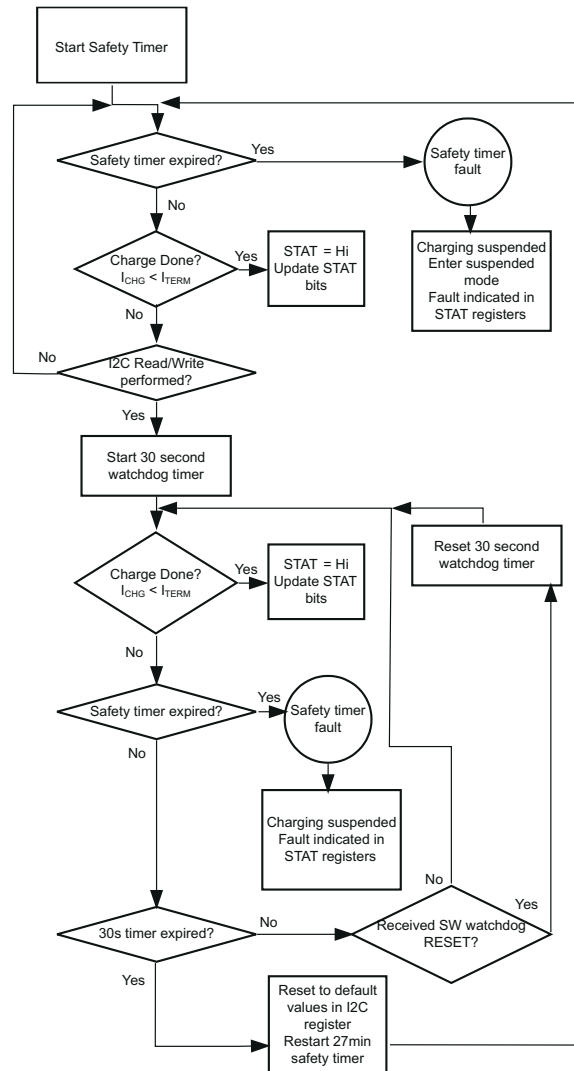 Start Safety Timer
Safety timer expired?
Yes
Safety timer
fault
No
Charging suspended
Enter suspended
mode
Fault indicated in
STAT registers
Charge Done?
ICHG < ITERM
Yes
STAT = Hi
Update STAT
bits
No
I2C Read/Write
performed?
No
Yes
Start 30 second
watchdog timer
Reset 30 second
watchdog timer
Charge Done?
ICHG < ITERM
Yes
STAT = Hi
Update STAT
bits
No
Safety timer expired?
Yes
Safety timer
fault
No
Charging suspended
Fault indicated in
STAT registers
30s timer expired?
No
Received SW watchdog
RESET?
No
Yes
Yes
Reset to default
values in I2C
register
Restart 27min
safety timer